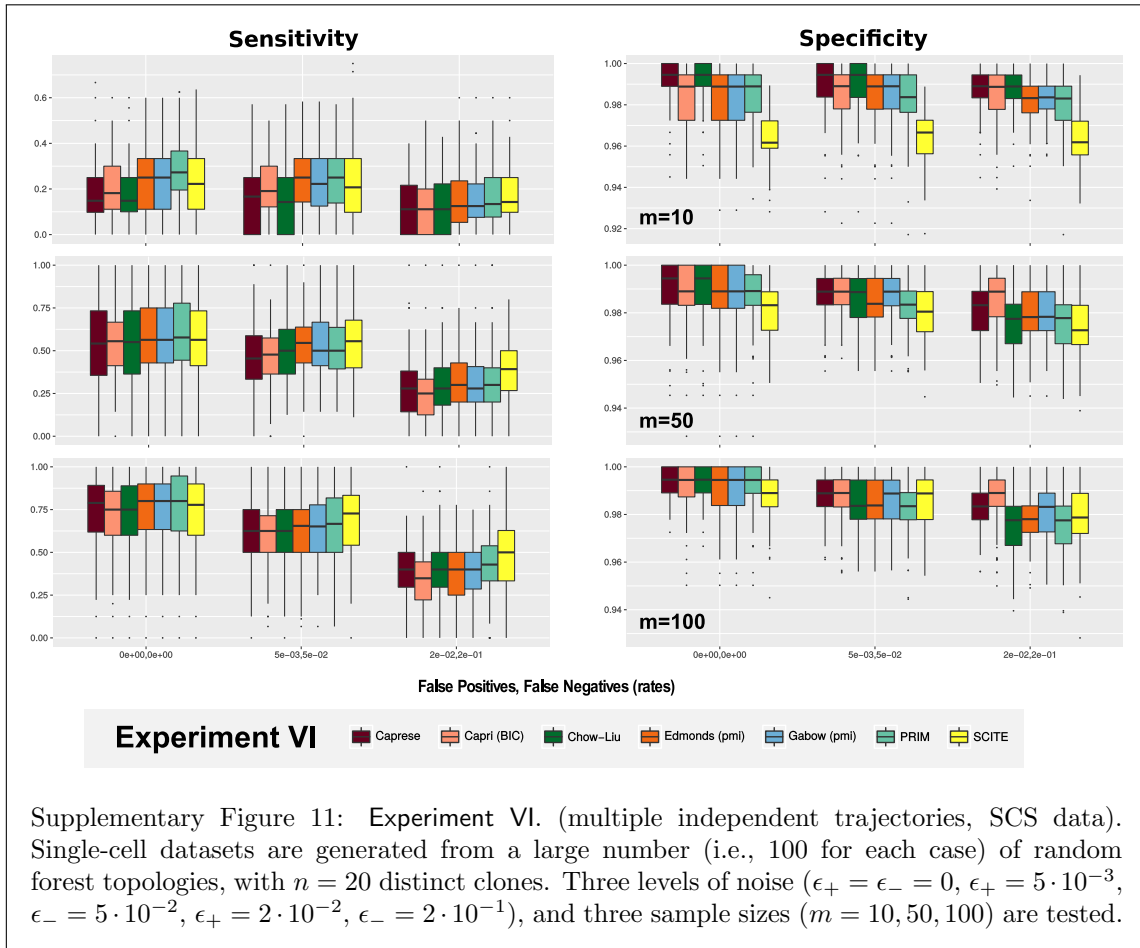 Sensitivity
Specificity
0.6
0.4
0.2
0.0
1.00
0.98
0.96
0.94
0.92
m=10
1.00
0.75
0.50
0.25
0.00
1.00
0.98
0.96
0.94
m=50
1.00
0.75
0.50
0.25
0.00
1.00
0.98
0.96
0.94
m=100
0e+00,0e+00
5e-03,5e-02
2e-02,2e-01
0e+00,0e+00
5e-03,5e-02
2e-02,2e-01
False Positives, False Negatives (rates)
Experiment VI Caprese Capri (BIC) Chow-Liu Edmonds (pmi) Gabow (pmi) PRIM SCITE
Supplementary Figure 11: Experiment VI. (multiple independent trajectories, SCS data).
Single-cell datasets are generated from a large number (i.e., 100 for each case) of random
forest topologies, with n = 20 distinct clones. Three levels of noise (ϵ₊ = ϵ₋ = 0, ϵ₊ = 5·10⁻³,
ϵ₋ = 5·10⁻², ϵ₊ = 2·10⁻², ϵ₋ = 2·10⁻¹), and three sample sizes (m = 10, 50, 100) are tested.